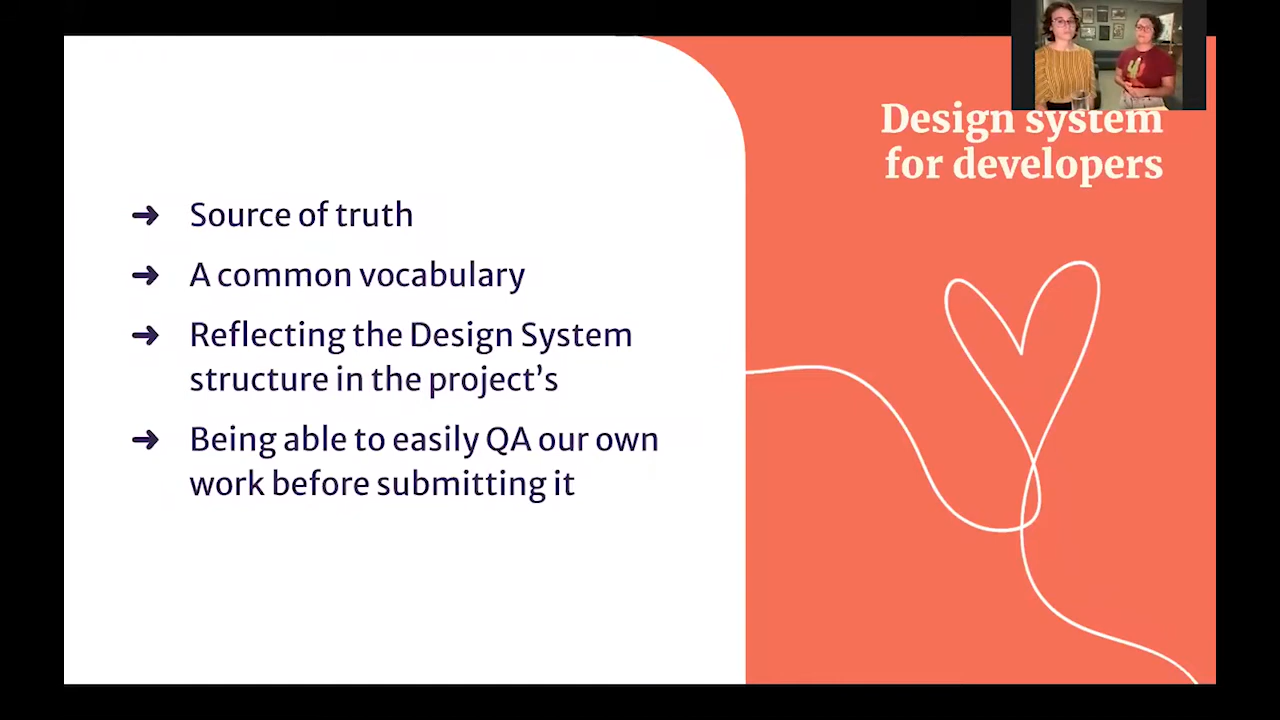 Design system
for developers
➜ Source of truth
➜ A common vocabulary
➜ Reflecting the Design System
structure in the project’s
➜ Being able to easily QA our own
work before submitting it